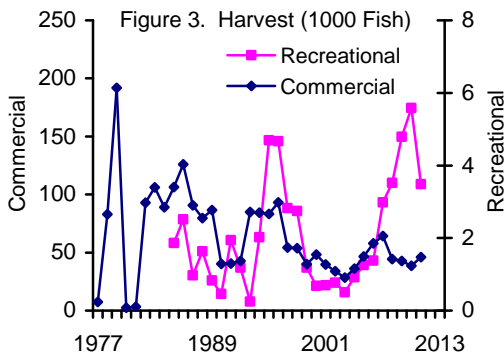 Figure 3. Harvest (1000 Fish)
Recreational
Commercial
Commercial
250
200
150
100
50
0
Recreational
8
6
4
2
0
1977 1989 2001 2013